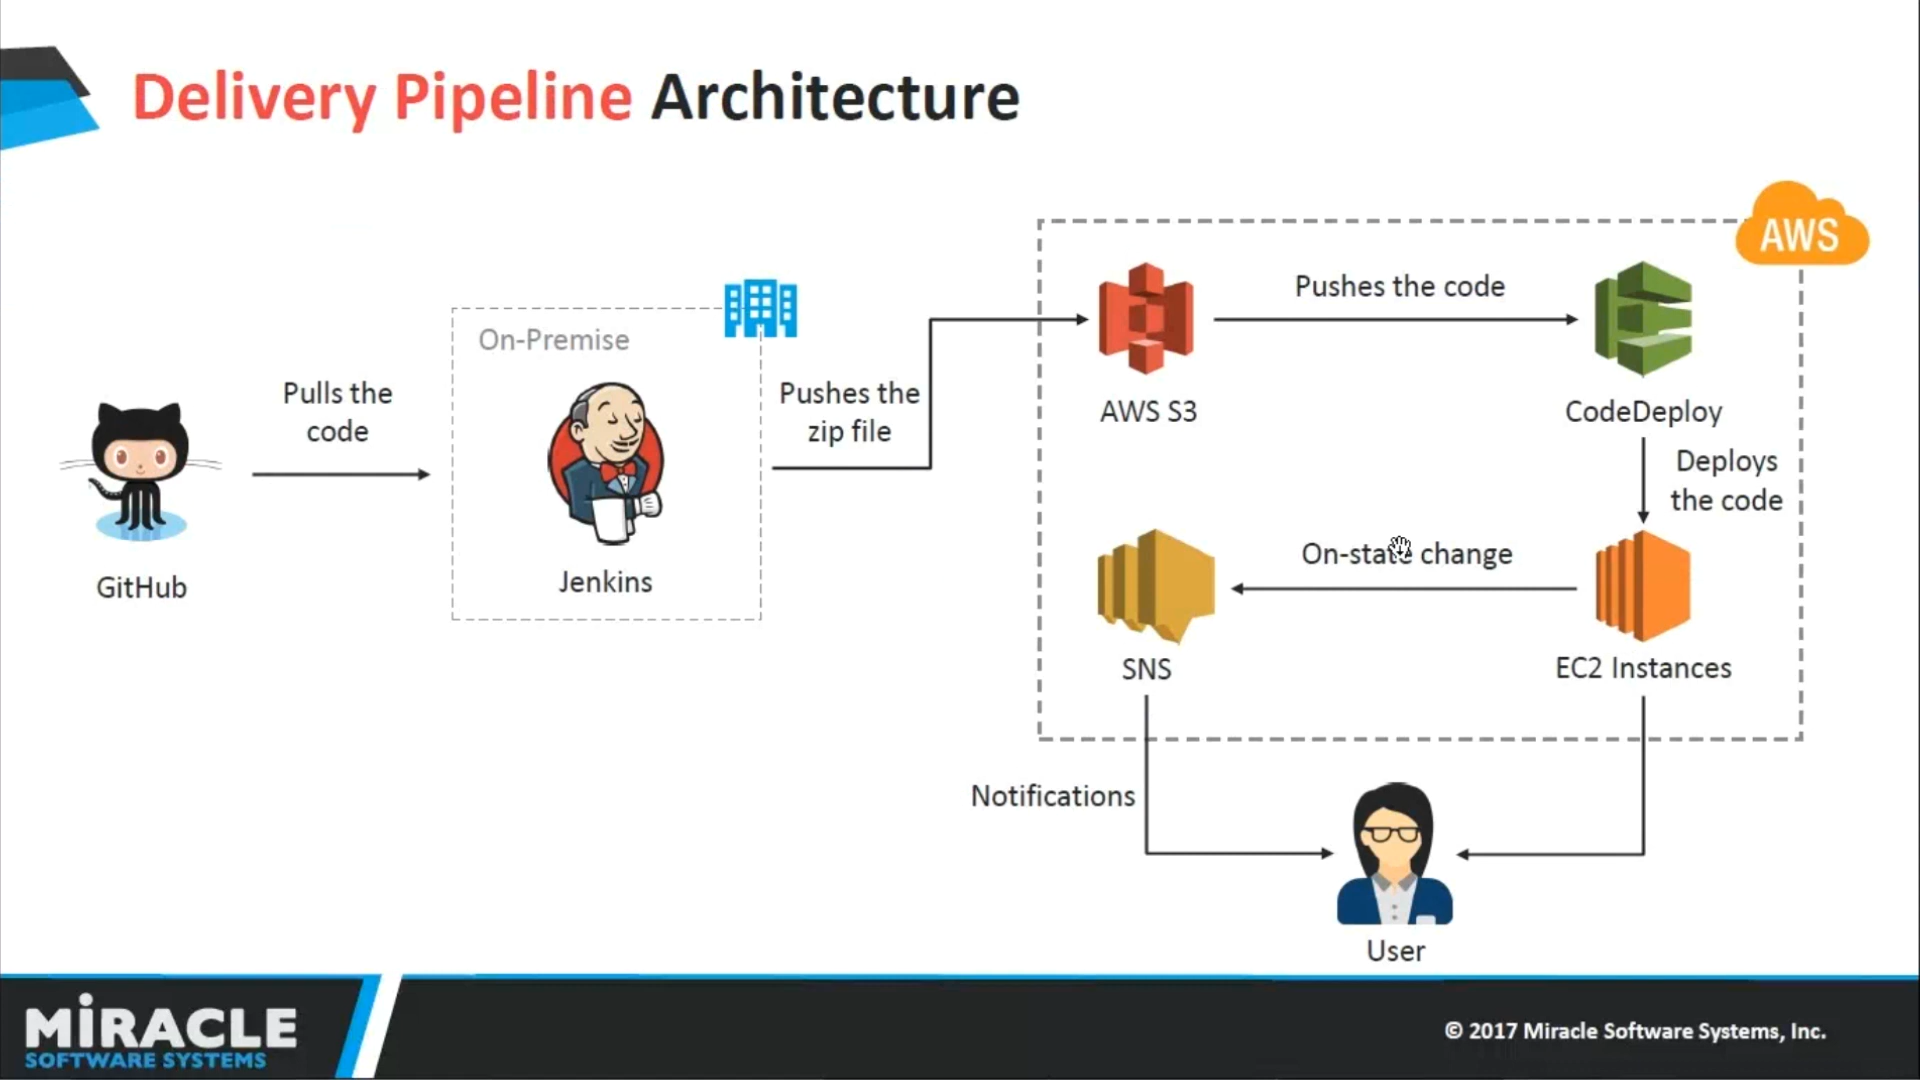 Delivery Pipeline Architecture
AWS
On-Premise
Pulls the
code
Pushes the
zip file
GitHub
Jenkins
Pushes the code
AWS S3
CodeDeploy
Deploys
the code
On-state change
SNS
EC2 Instances
Notifications
User
MiRACLE
SOFTWARE SYSTEMS
© 2017 Miracle Software Systems, Inc.